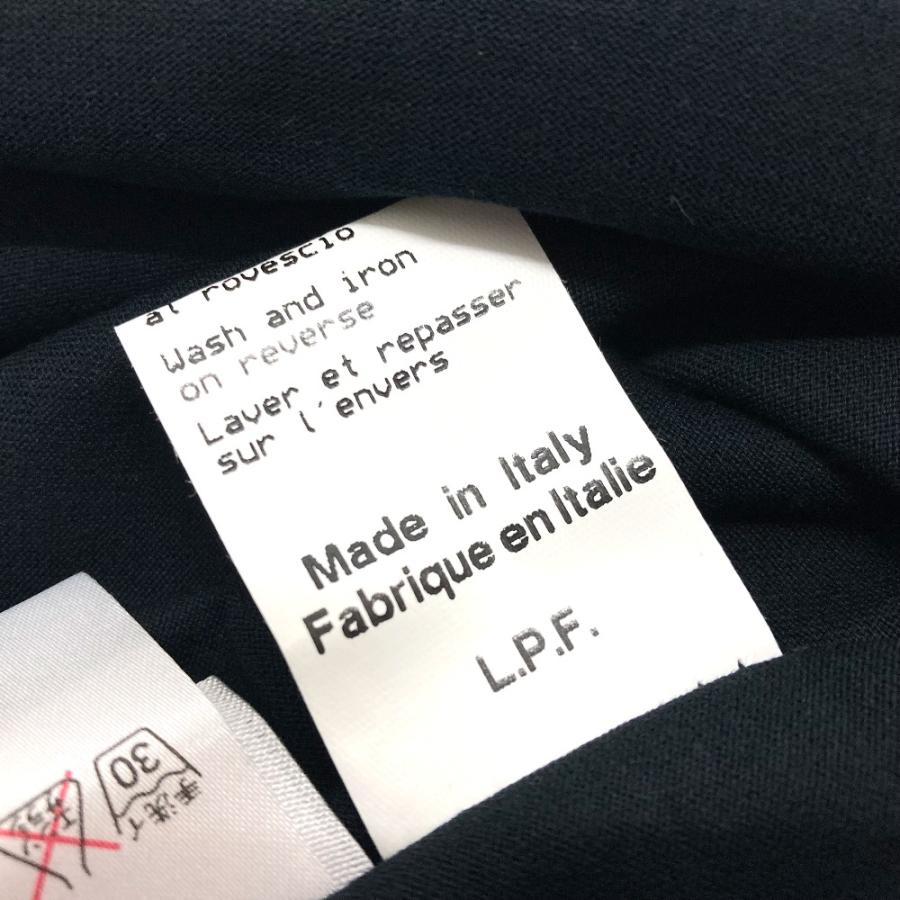 al rovescio
Wash and iron
on reverse
Laver et repasser
sur l'envers
Made in Italy
Fabrique en Italie
L.P.F.
30
手洗イ